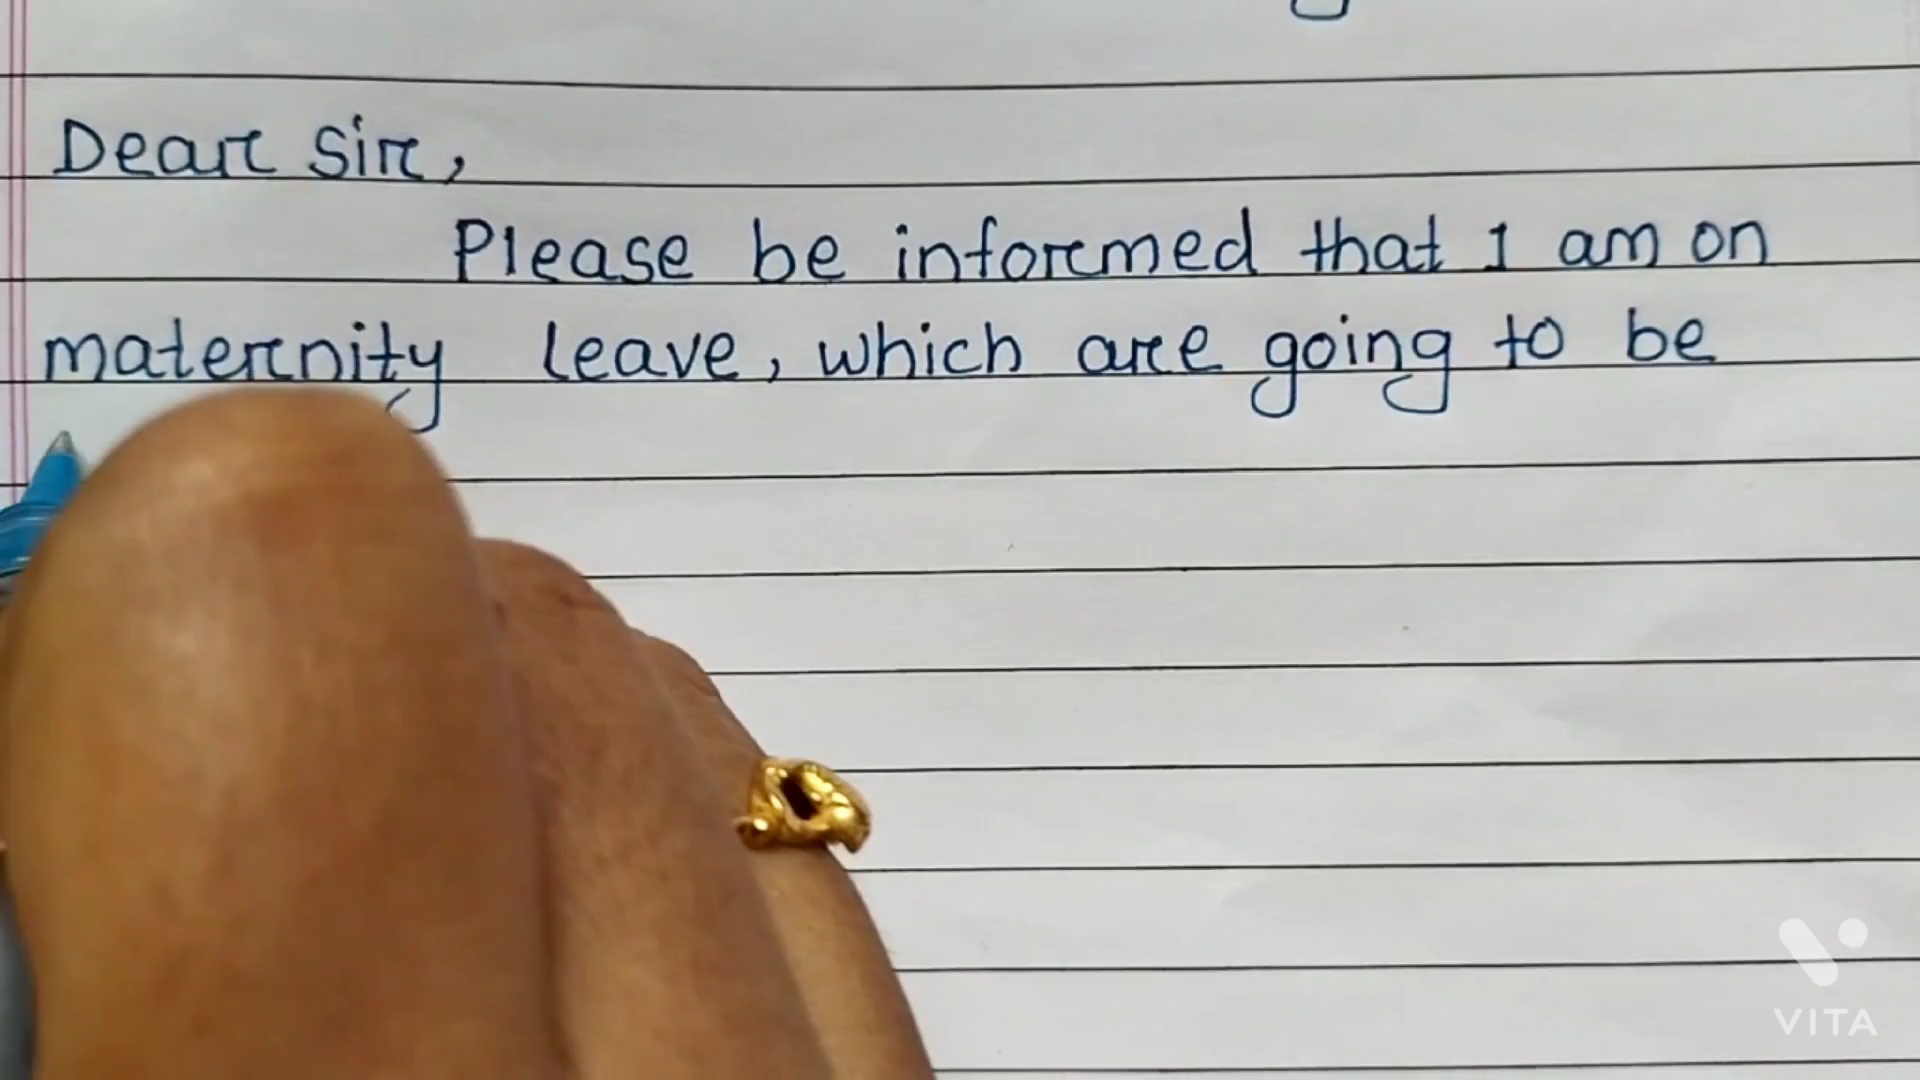 Dear Sir,
Please be informed that I am on
maternity leave, which are going to be
VITA